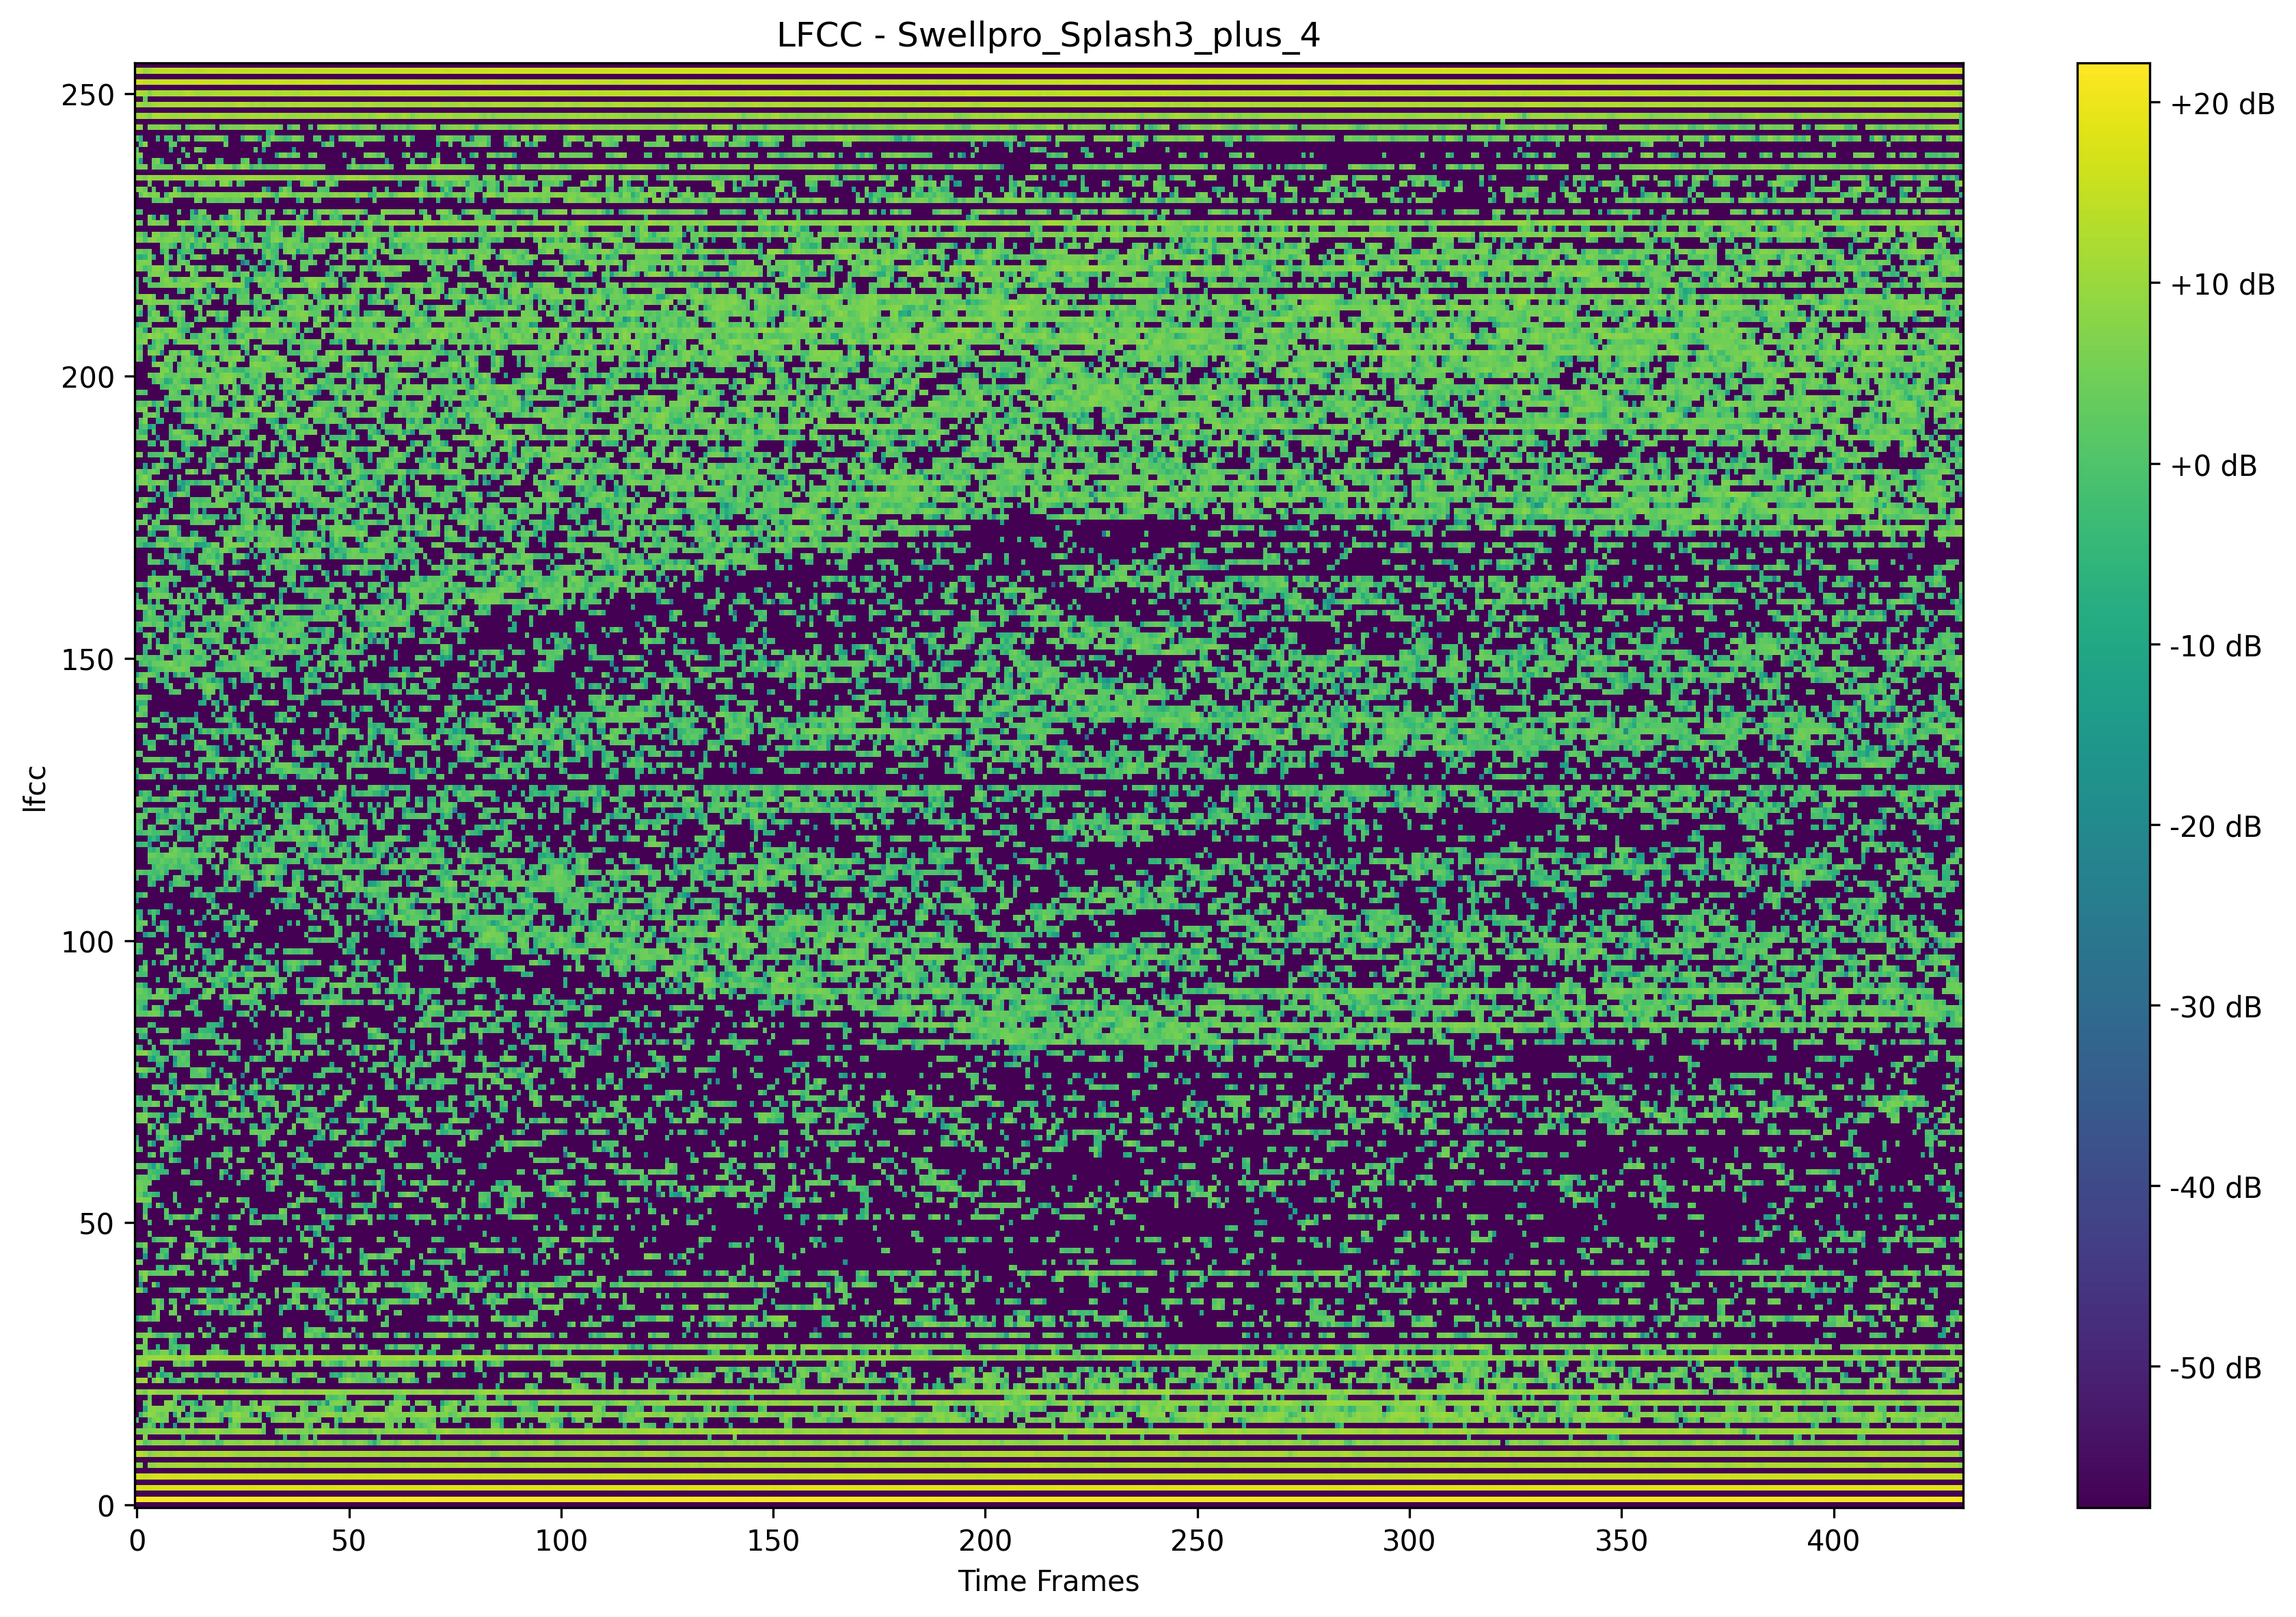 LFCC - Swellpro_Splash3_plus_4
250
200
150
100
50
0
lfcc
0 50 100 150 200 250 300 350 400
Time Frames
+20 dB
+10 dB
+0 dB
-10 dB
-20 dB
-30 dB
-40 dB
-50 dB